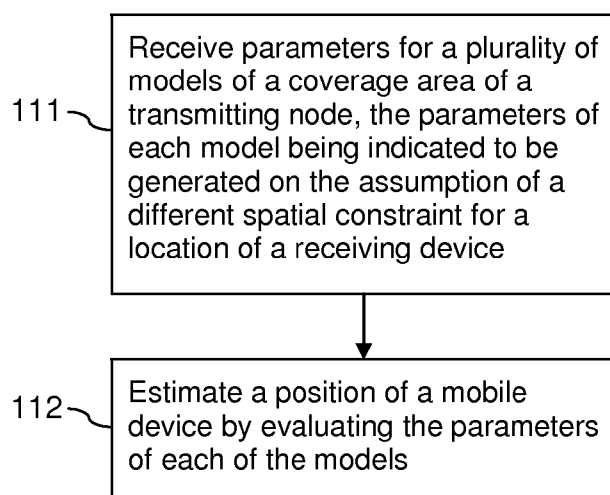 111
Receive parameters for a plurality of
models of a coverage area of a
transmitting node, the parameters of
each model being indicated to be
generated on the assumption of a
different spatial constraint for a
location of a receiving device
112
Estimate a position of a mobile
device by evaluating the parameters
of each of the models